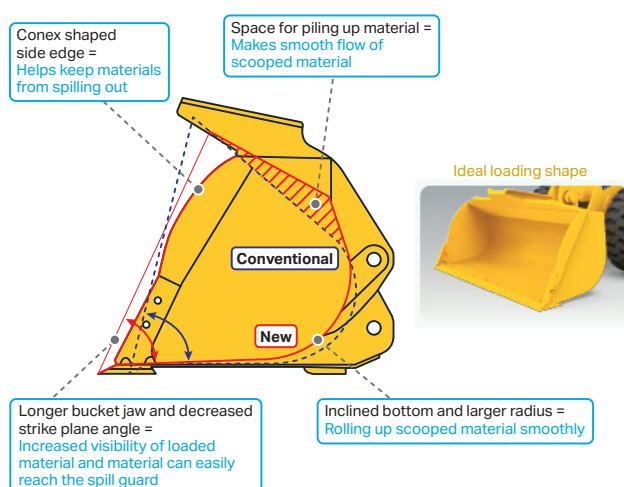 Conex shaped
side edge =
Helps keep materials
from spilling out
Space for piling up material =
Makes smooth flow of
scooped material
Ideal loading shape
Conventional
New
Longer bucket jaw and decreased
strike plane angle =
Increased visibility of loaded
material and material can easily
reach the spill guard
Inclined bottom and larger radius =
Rolling up scooped material smoothly